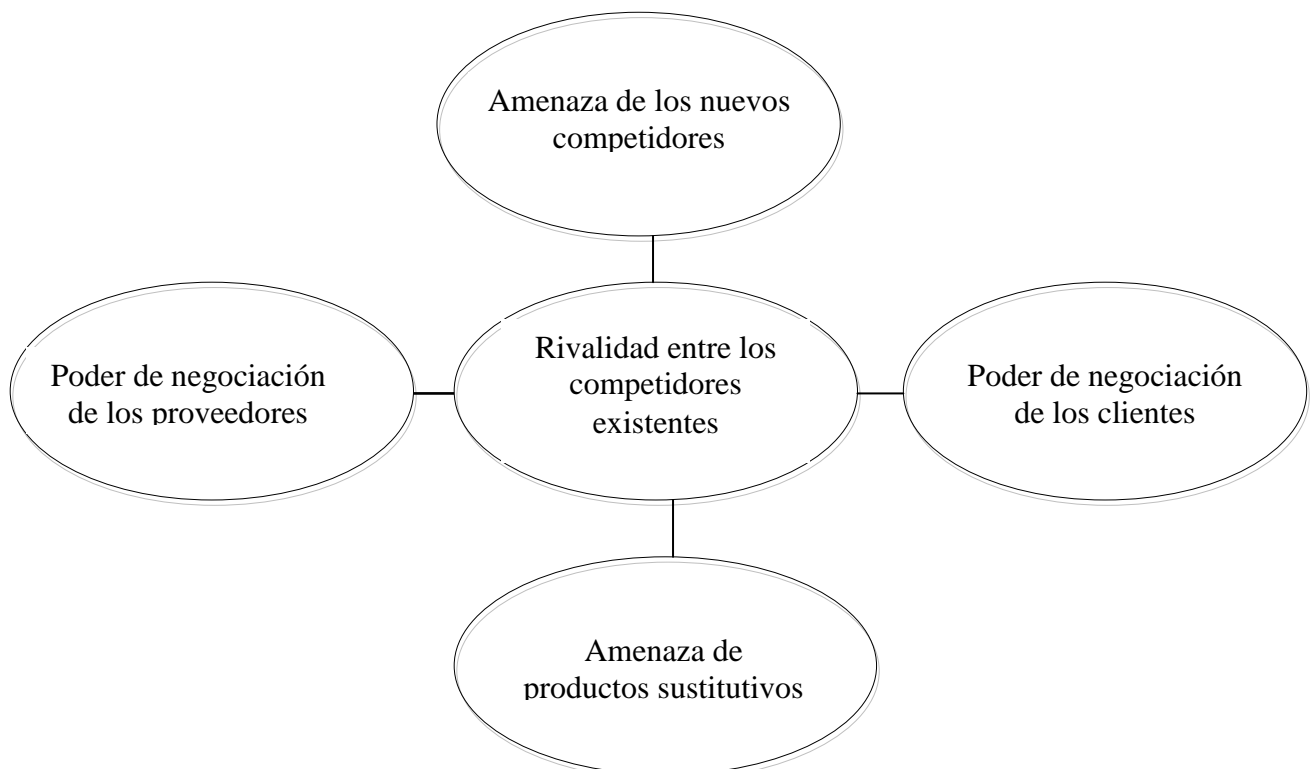 Amenaza de los nuevos
competidores
Poder de negociación
de los proveedores
Rivalidad entre los
competidores
existentes
Poder de negociación
de los clientes
Amenaza de
productos sustitutivos